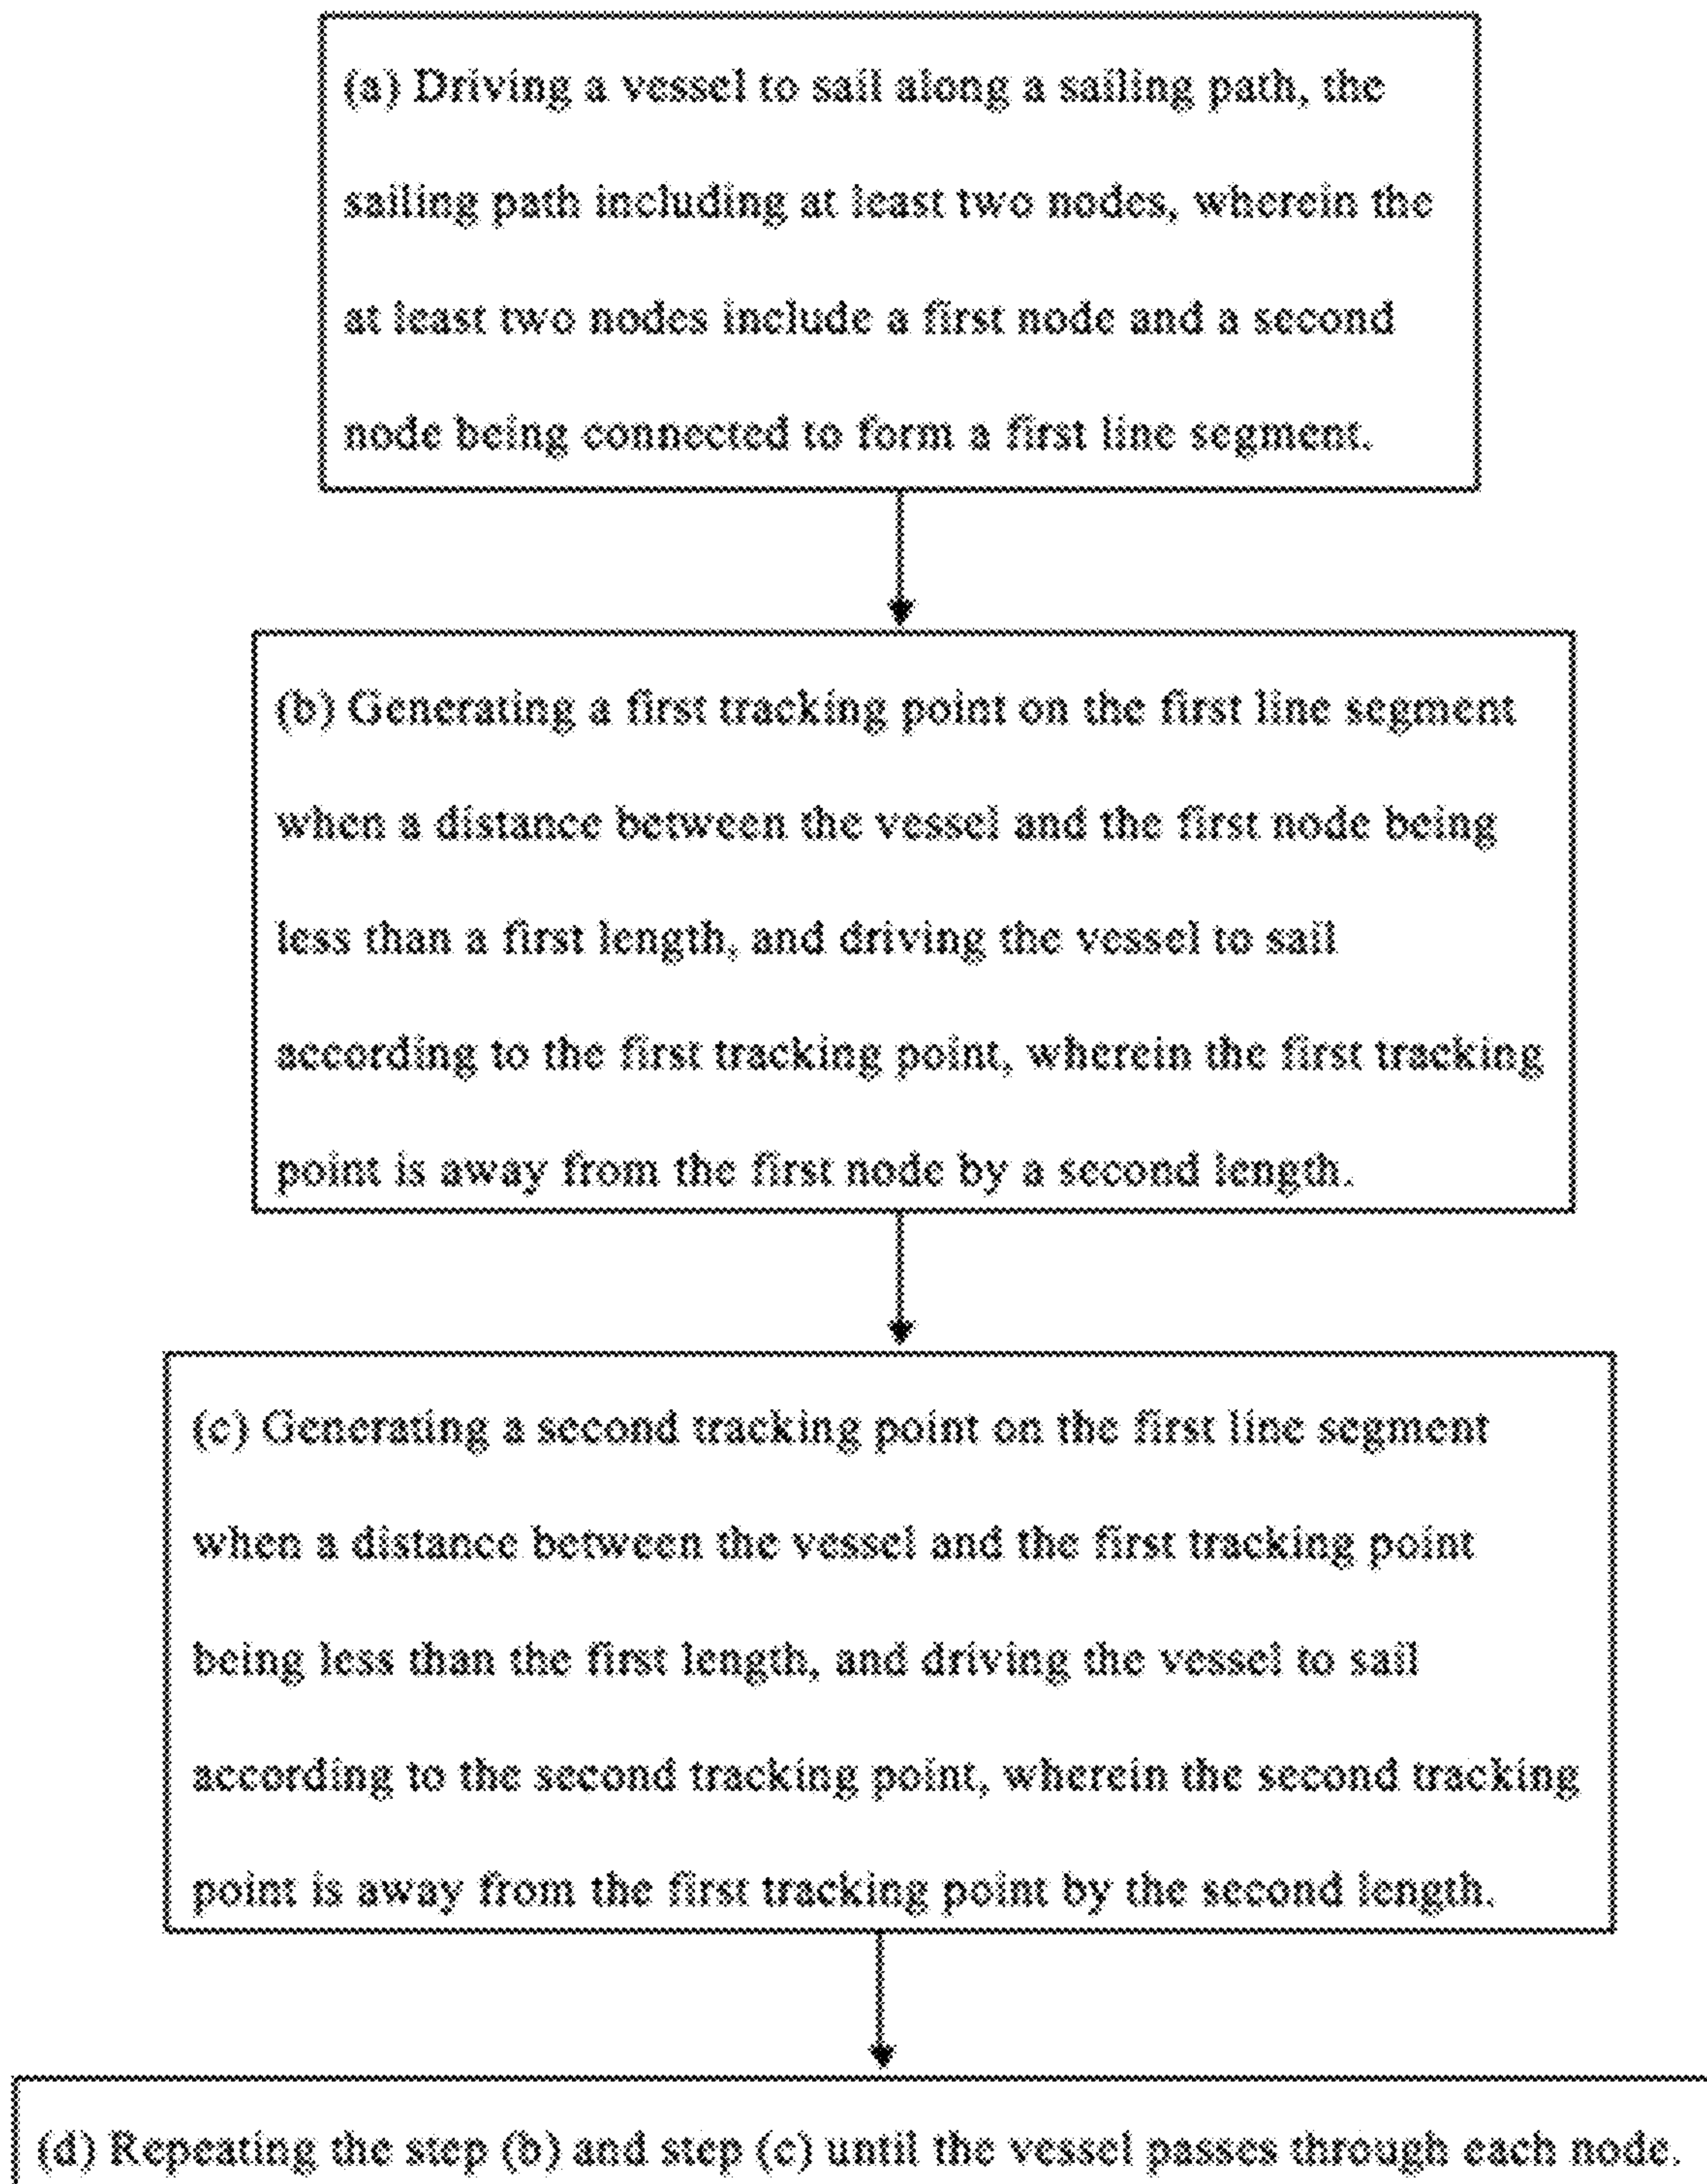 (a) Driving a vessel to sail along a sailing path, the
sailing path including at least two nodes, wherein the
at least two nodes include a first node and a second
node being connected to form a first line segment.
(b) Generating a first tracking point on the first line segment
when a distance between the vessel and the first node being
less than a first length, and driving the vessel to sail
according to the first tracking point, wherein the first tracking
point is away from the first node by a second length.
(c) Generating a second tracking point on the first line segment
when a distance between the vessel and the first tracking point
being less than the first length, and driving the vessel to sail
according to the second tracking point, wherein the second tracking
point is away from the first tracking point by the second length.
(d) Repeating the step (b) and step (c) until the vessel passes through each node.